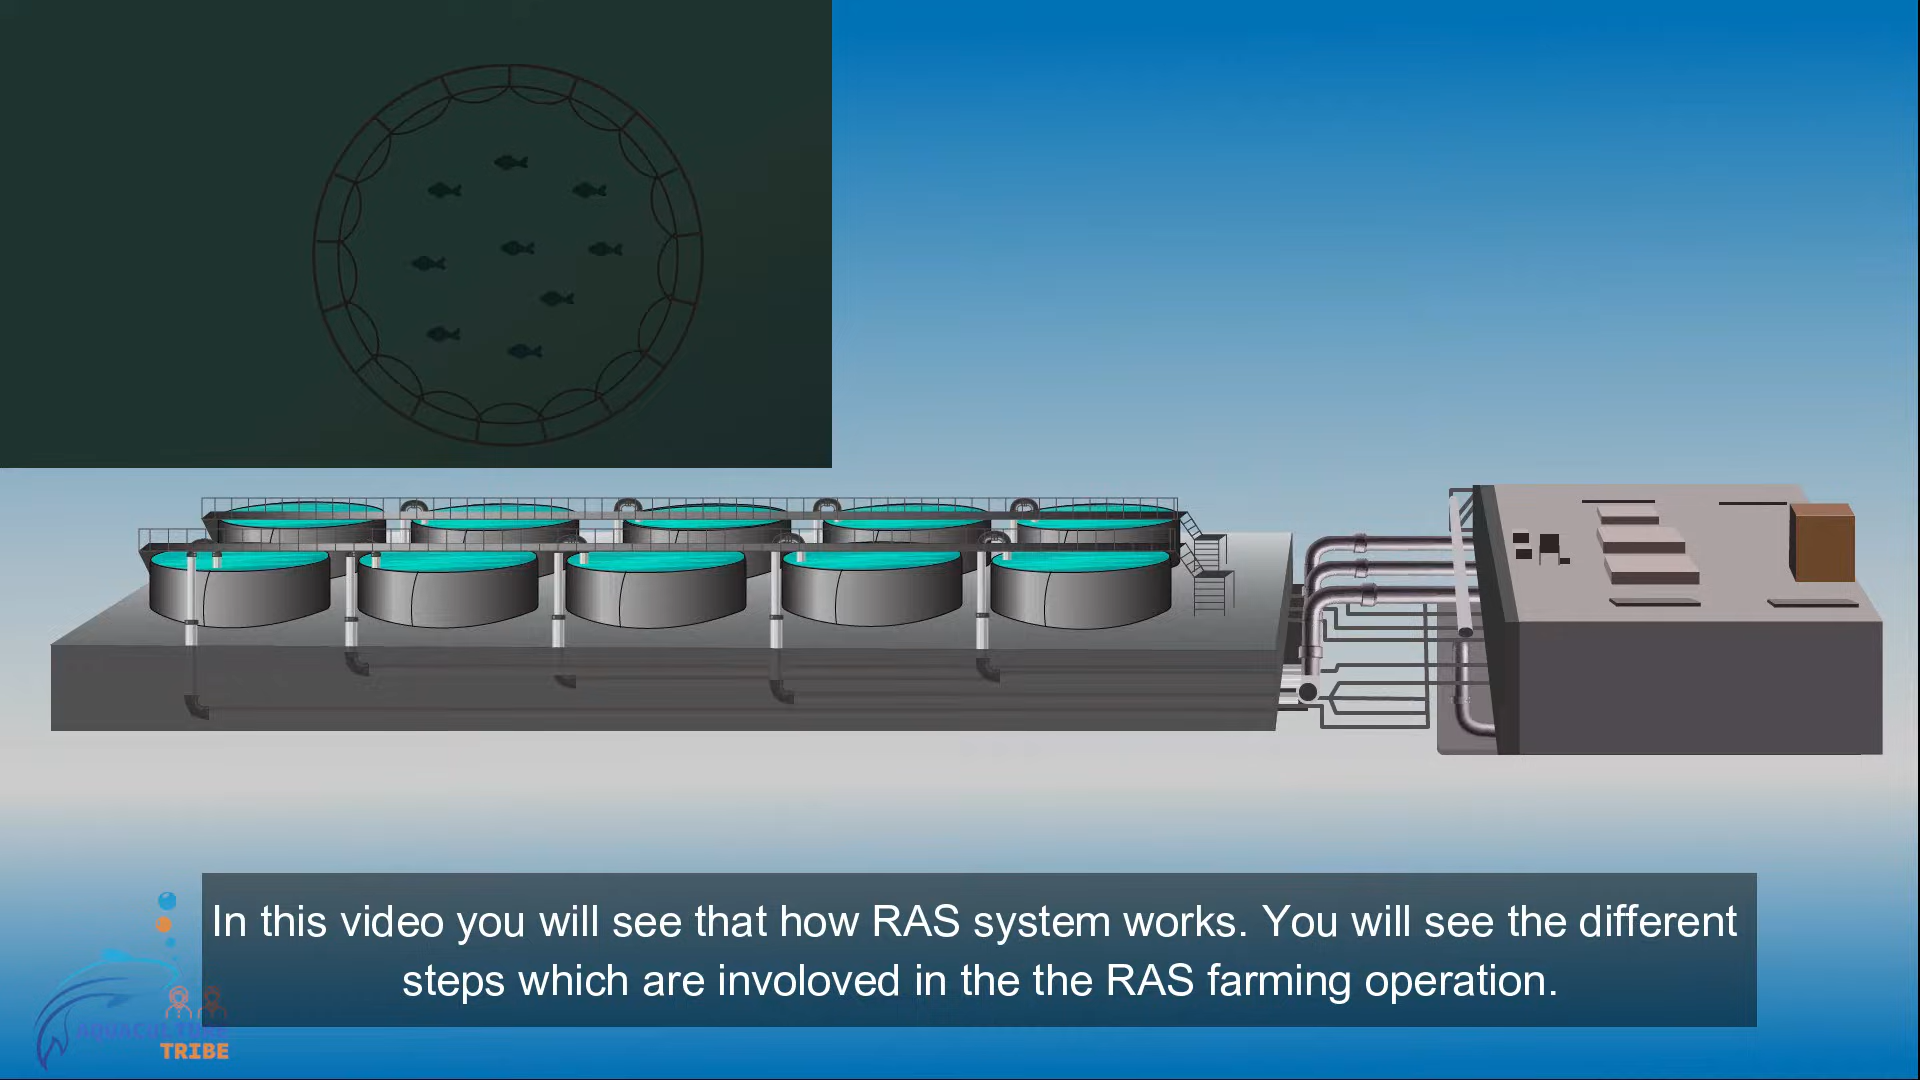 In this video you will see that how RAS system works. You will see the different
steps which are involoved in the the RAS farming operation.
AQUACULTURE
TRIBE